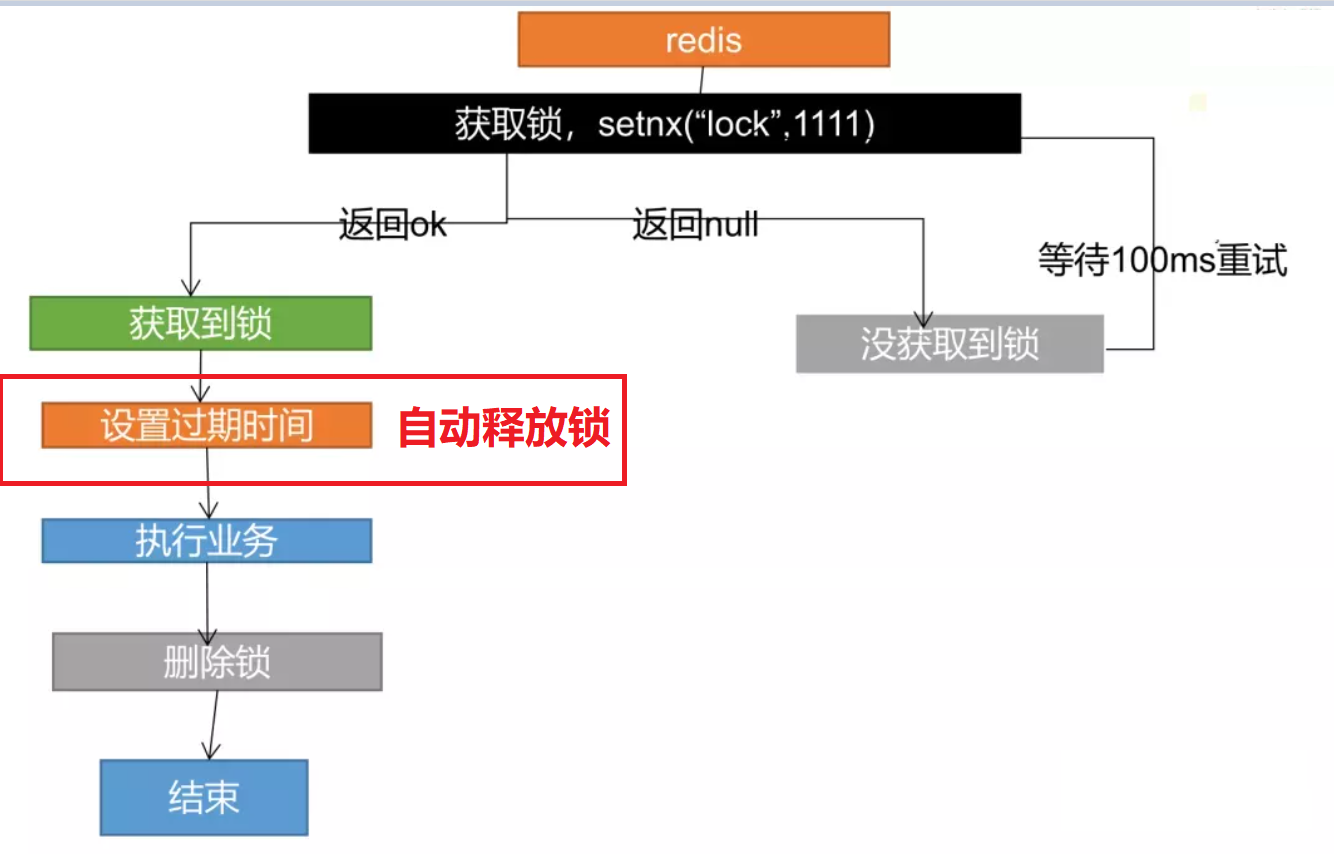 redis
获取锁，setnx(“lock”,1111)
返回ok
返回null
等待100ms重试
获取到锁
没获取到锁
设置过期时间
自动释放锁
执行业务
删除锁
结束